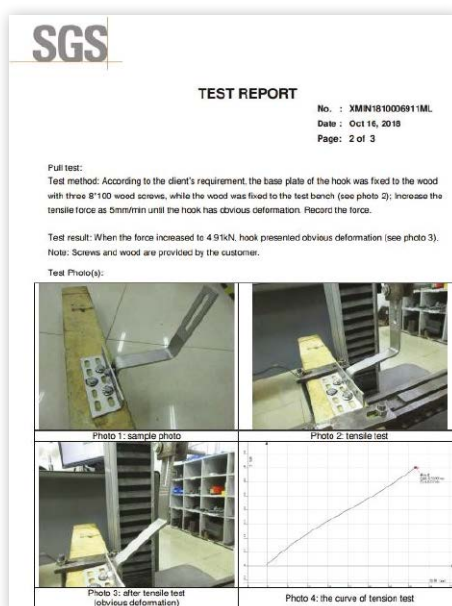 SGS
TEST REPORT
No. : XMIN1810006911ML
Date : Oct 16, 2018
Page: 2 of 3
Pull test:
Test method: According to the client's requirement, the base plate of the hook was fixed to the wood
with three 8*100 wood screws, while the wood was fixed to the test bench (see photo 2); Increase the
tensile force as 5mm/min until the hook has obvious deformation. Record the force.
Test result: When the force increased to 4.91kN, hook presented obvious deformation (see photo 3).
Note: Screws and wood are provided by the customer.
Test Photo(s):
Photo 1: sample photo
Photo 2: tensile test
Photo 3: after tensile test
(obvious deformation)
Photo 4: the curve of tension test